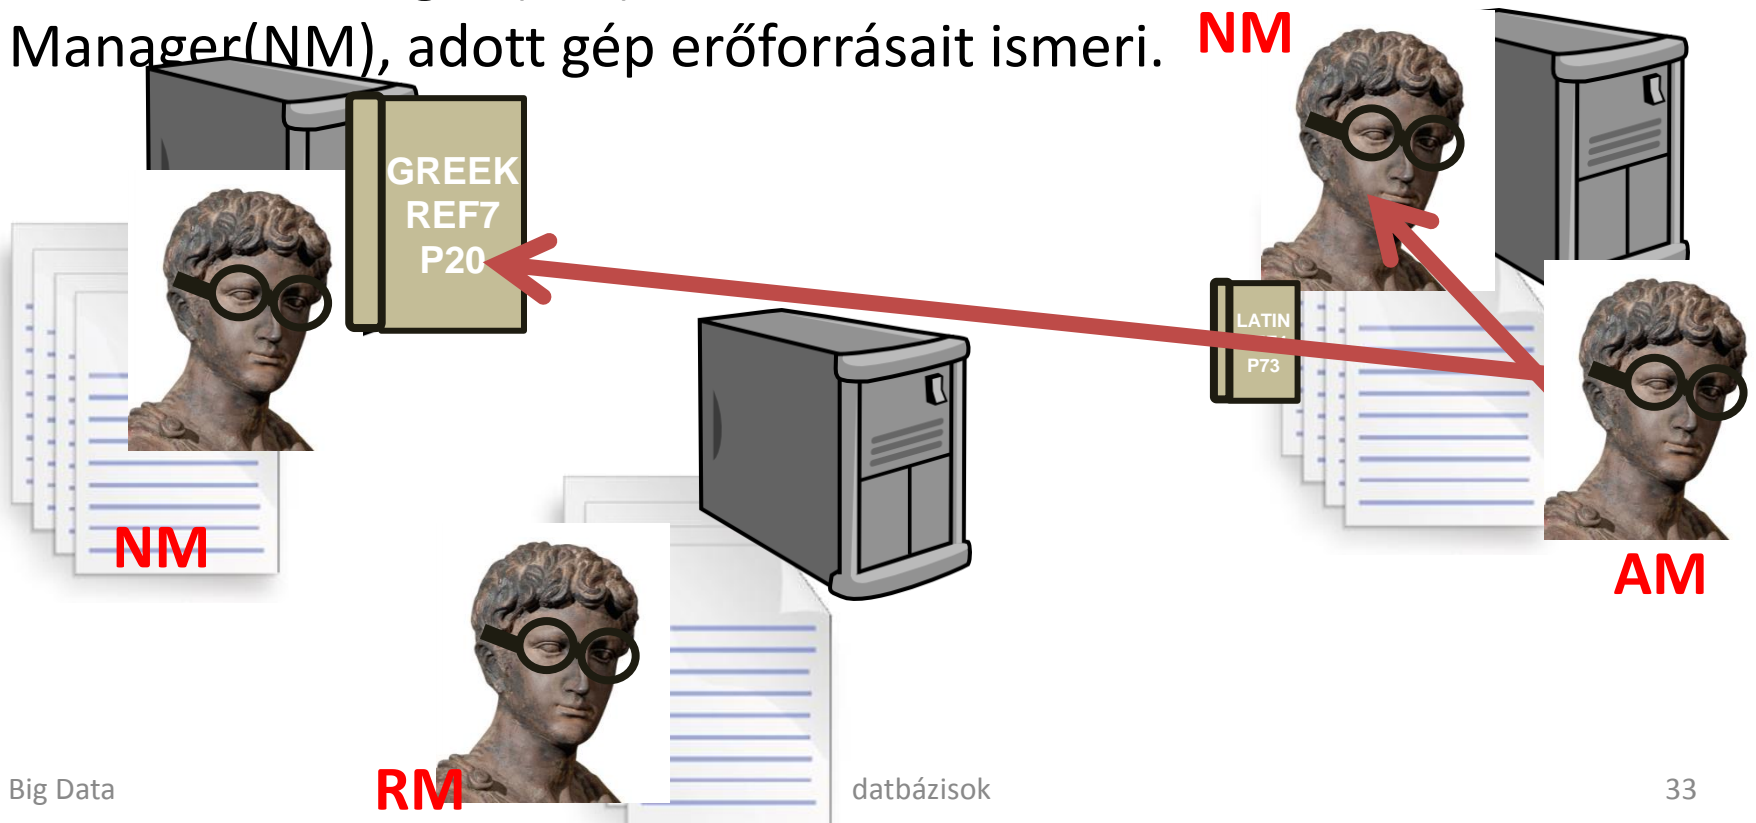 Manager(NM), adott gép erőforrásait ismeri.
NM
GREEK
REF7
P20
LATIN
P73
NM
AM
RM
Big Data
datbázisok
33